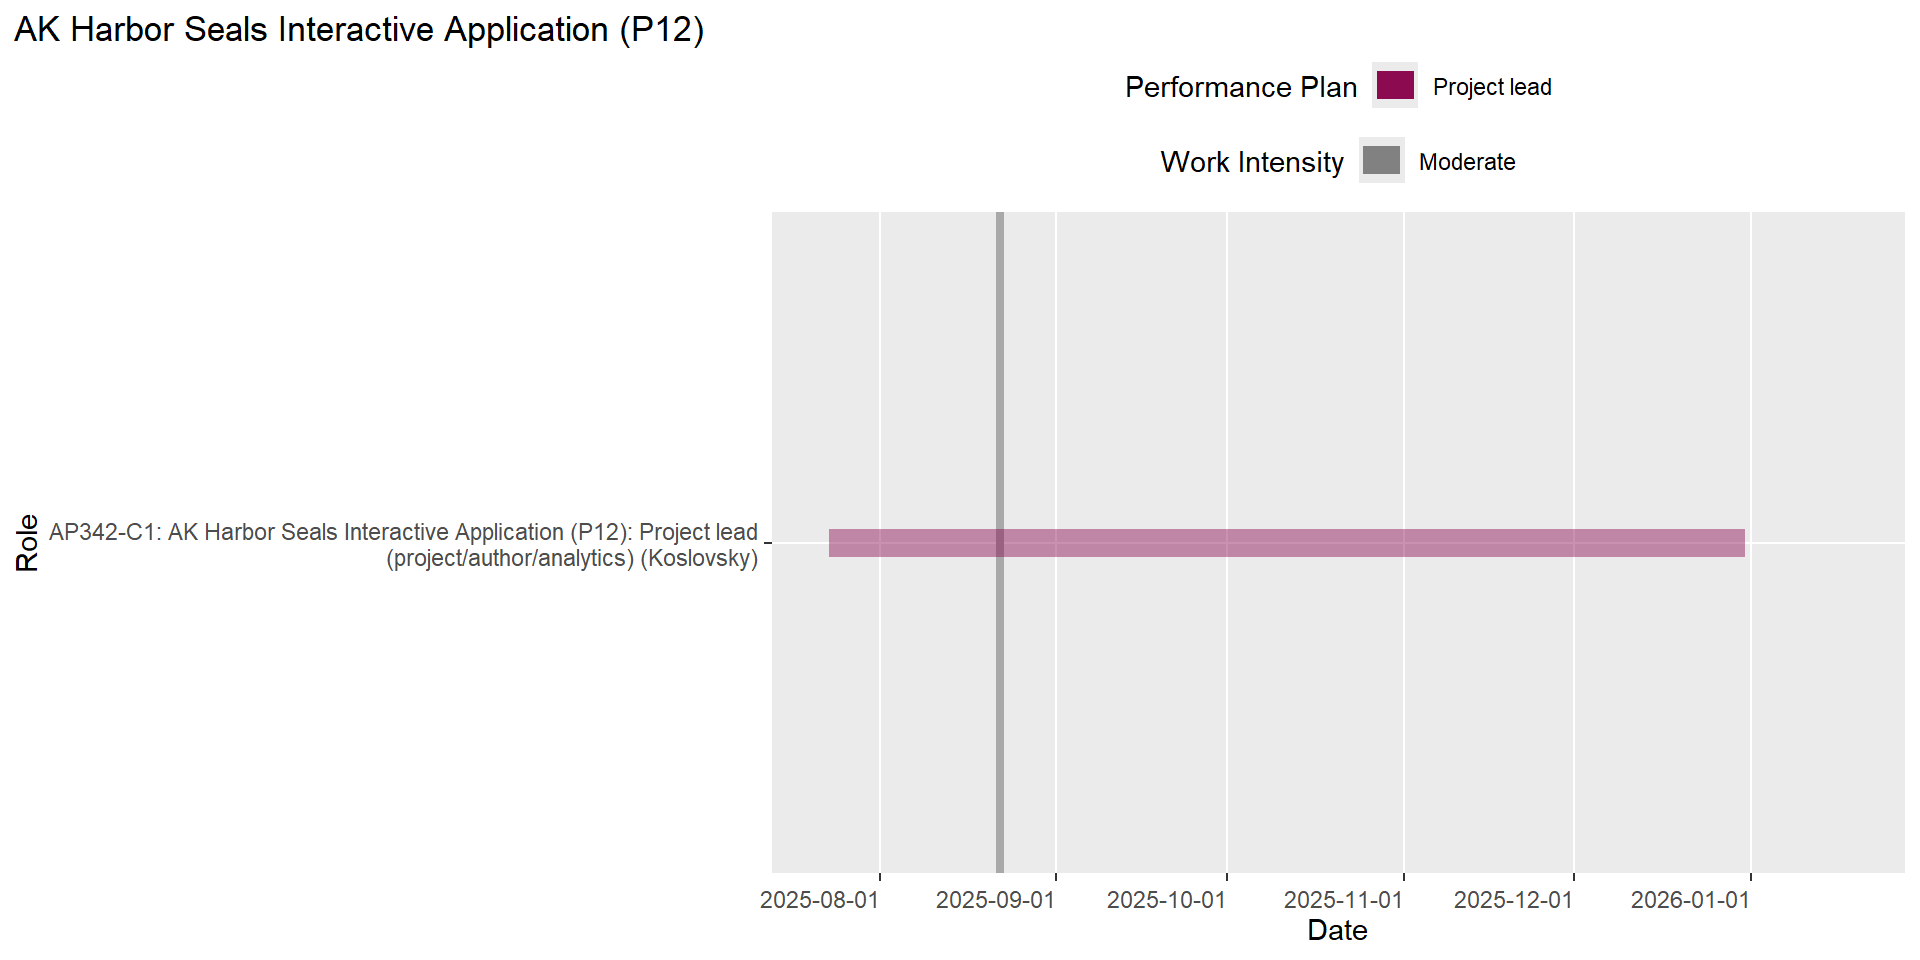 AK Harbor Seals Interactive Application (P12)
Performance Plan
Project lead
Work Intensity
Moderate
Role
AP342-C1: AK Harbor Seals Interactive Application (P12): Project lead
(project/author/analytics) (Koslovsky)
2025-08-01
2025-09-01
2025-10-01
2025-11-01
2025-12-01
2026-01-01
Date